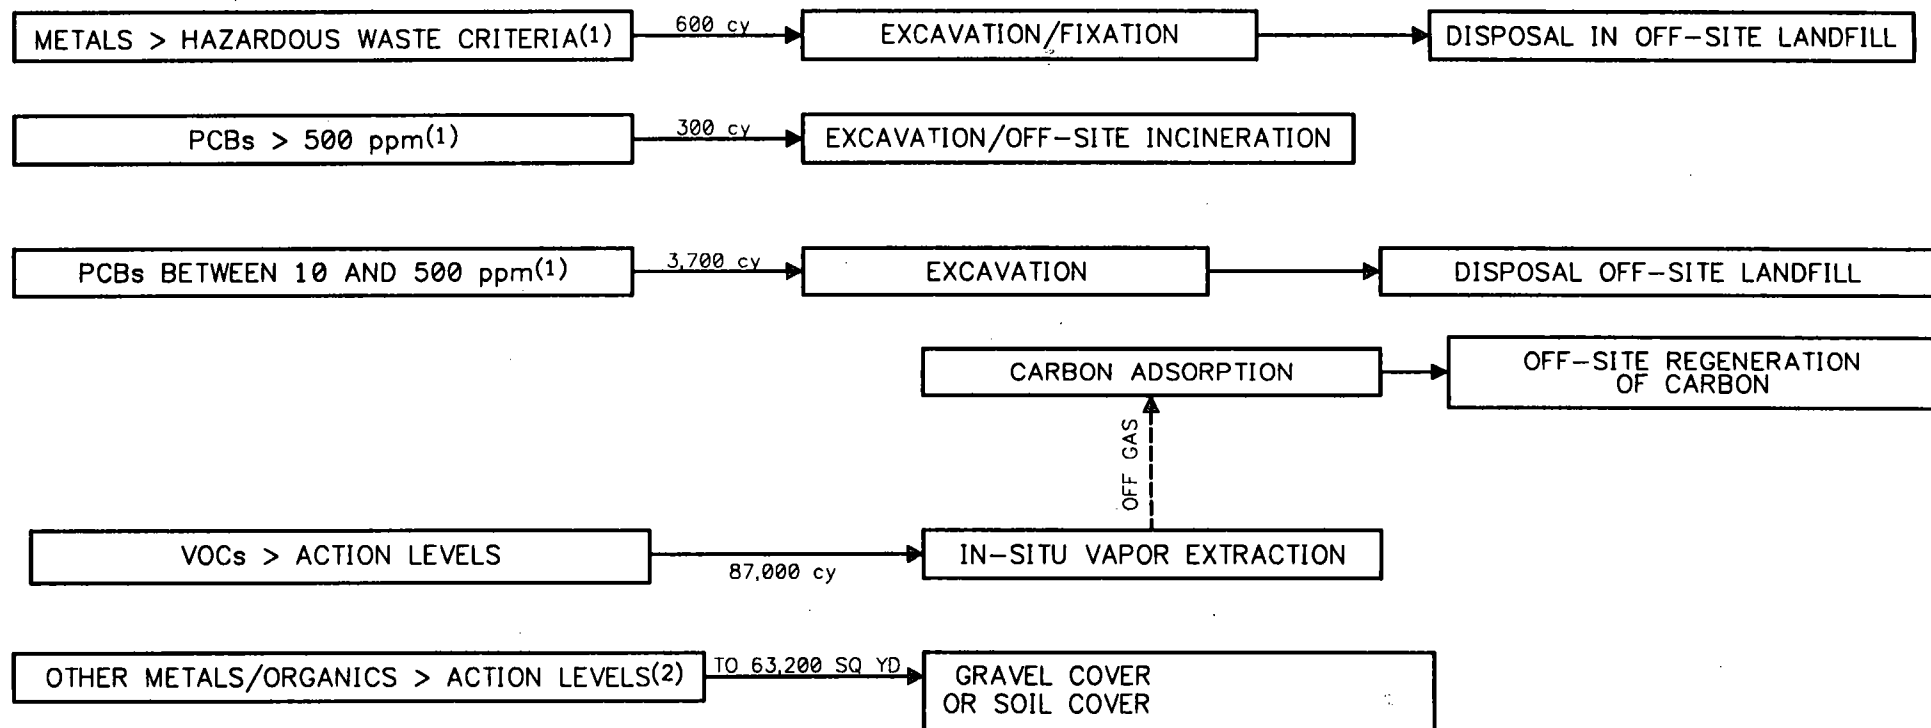 METALS > HAZARDOUS WASTE CRITERIA(1)
600 cy
EXCAVATION/FIXATION
DISPOSAL IN OFF-SITE LANDFILL
PCBs > 500 ppm(1)
300 cy
EXCAVATION/OFF-SITE INCINERATION
PCBs BETWEEN 10 AND 500 ppm(1)
3,700 cy
EXCAVATION
DISPOSAL OFF-SITE LANDFILL
CARBON ADSORPTION
OFF-SITE REGENERATION
OF CARBON
OFF GAS
VOCs > ACTION LEVELS
87,000 cy
IN-SITU VAPOR EXTRACTION
OTHER METALS/ORGANICS > ACTION LEVELS(2)
TO 63,200 SQ YD
GRAVEL COVER
OR SOIL COVER